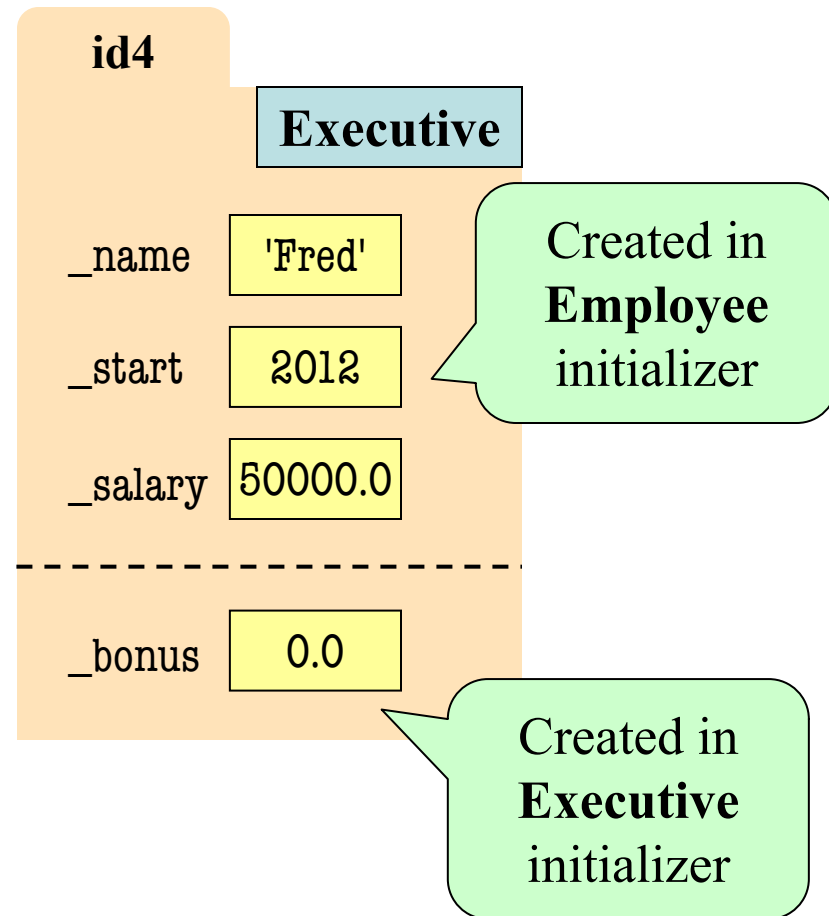 id4
Executive
_name 'Fred'
_start 2012
_salary 50000.0
Created in
Employee
initializer
_bonus 0.0
Created in
Executive
initializer